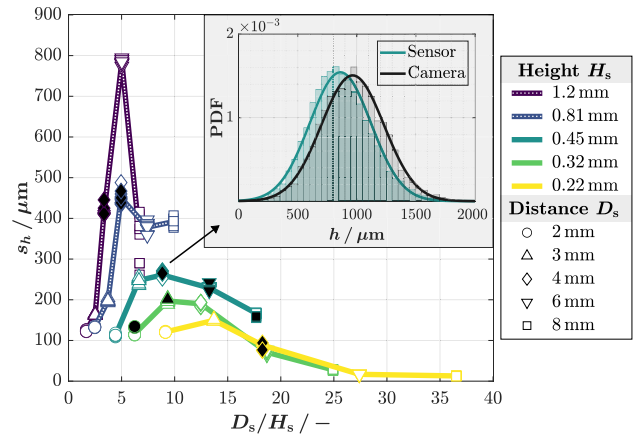 900
800
700
600
500
400
300
200
100
0
s_h / μm
0 5 10 15 20 25 30 35 40
D_s/H_s / −
2 ×10⁻³
1
PDF
0 500 1000 1500 2000
h / μm
Sensor
Camera
Height H_s
1.2 mm
0.81 mm
0.45 mm
0.32 mm
0.22 mm
Distance D_s
2 mm
3 mm
4 mm
6 mm
8 mm